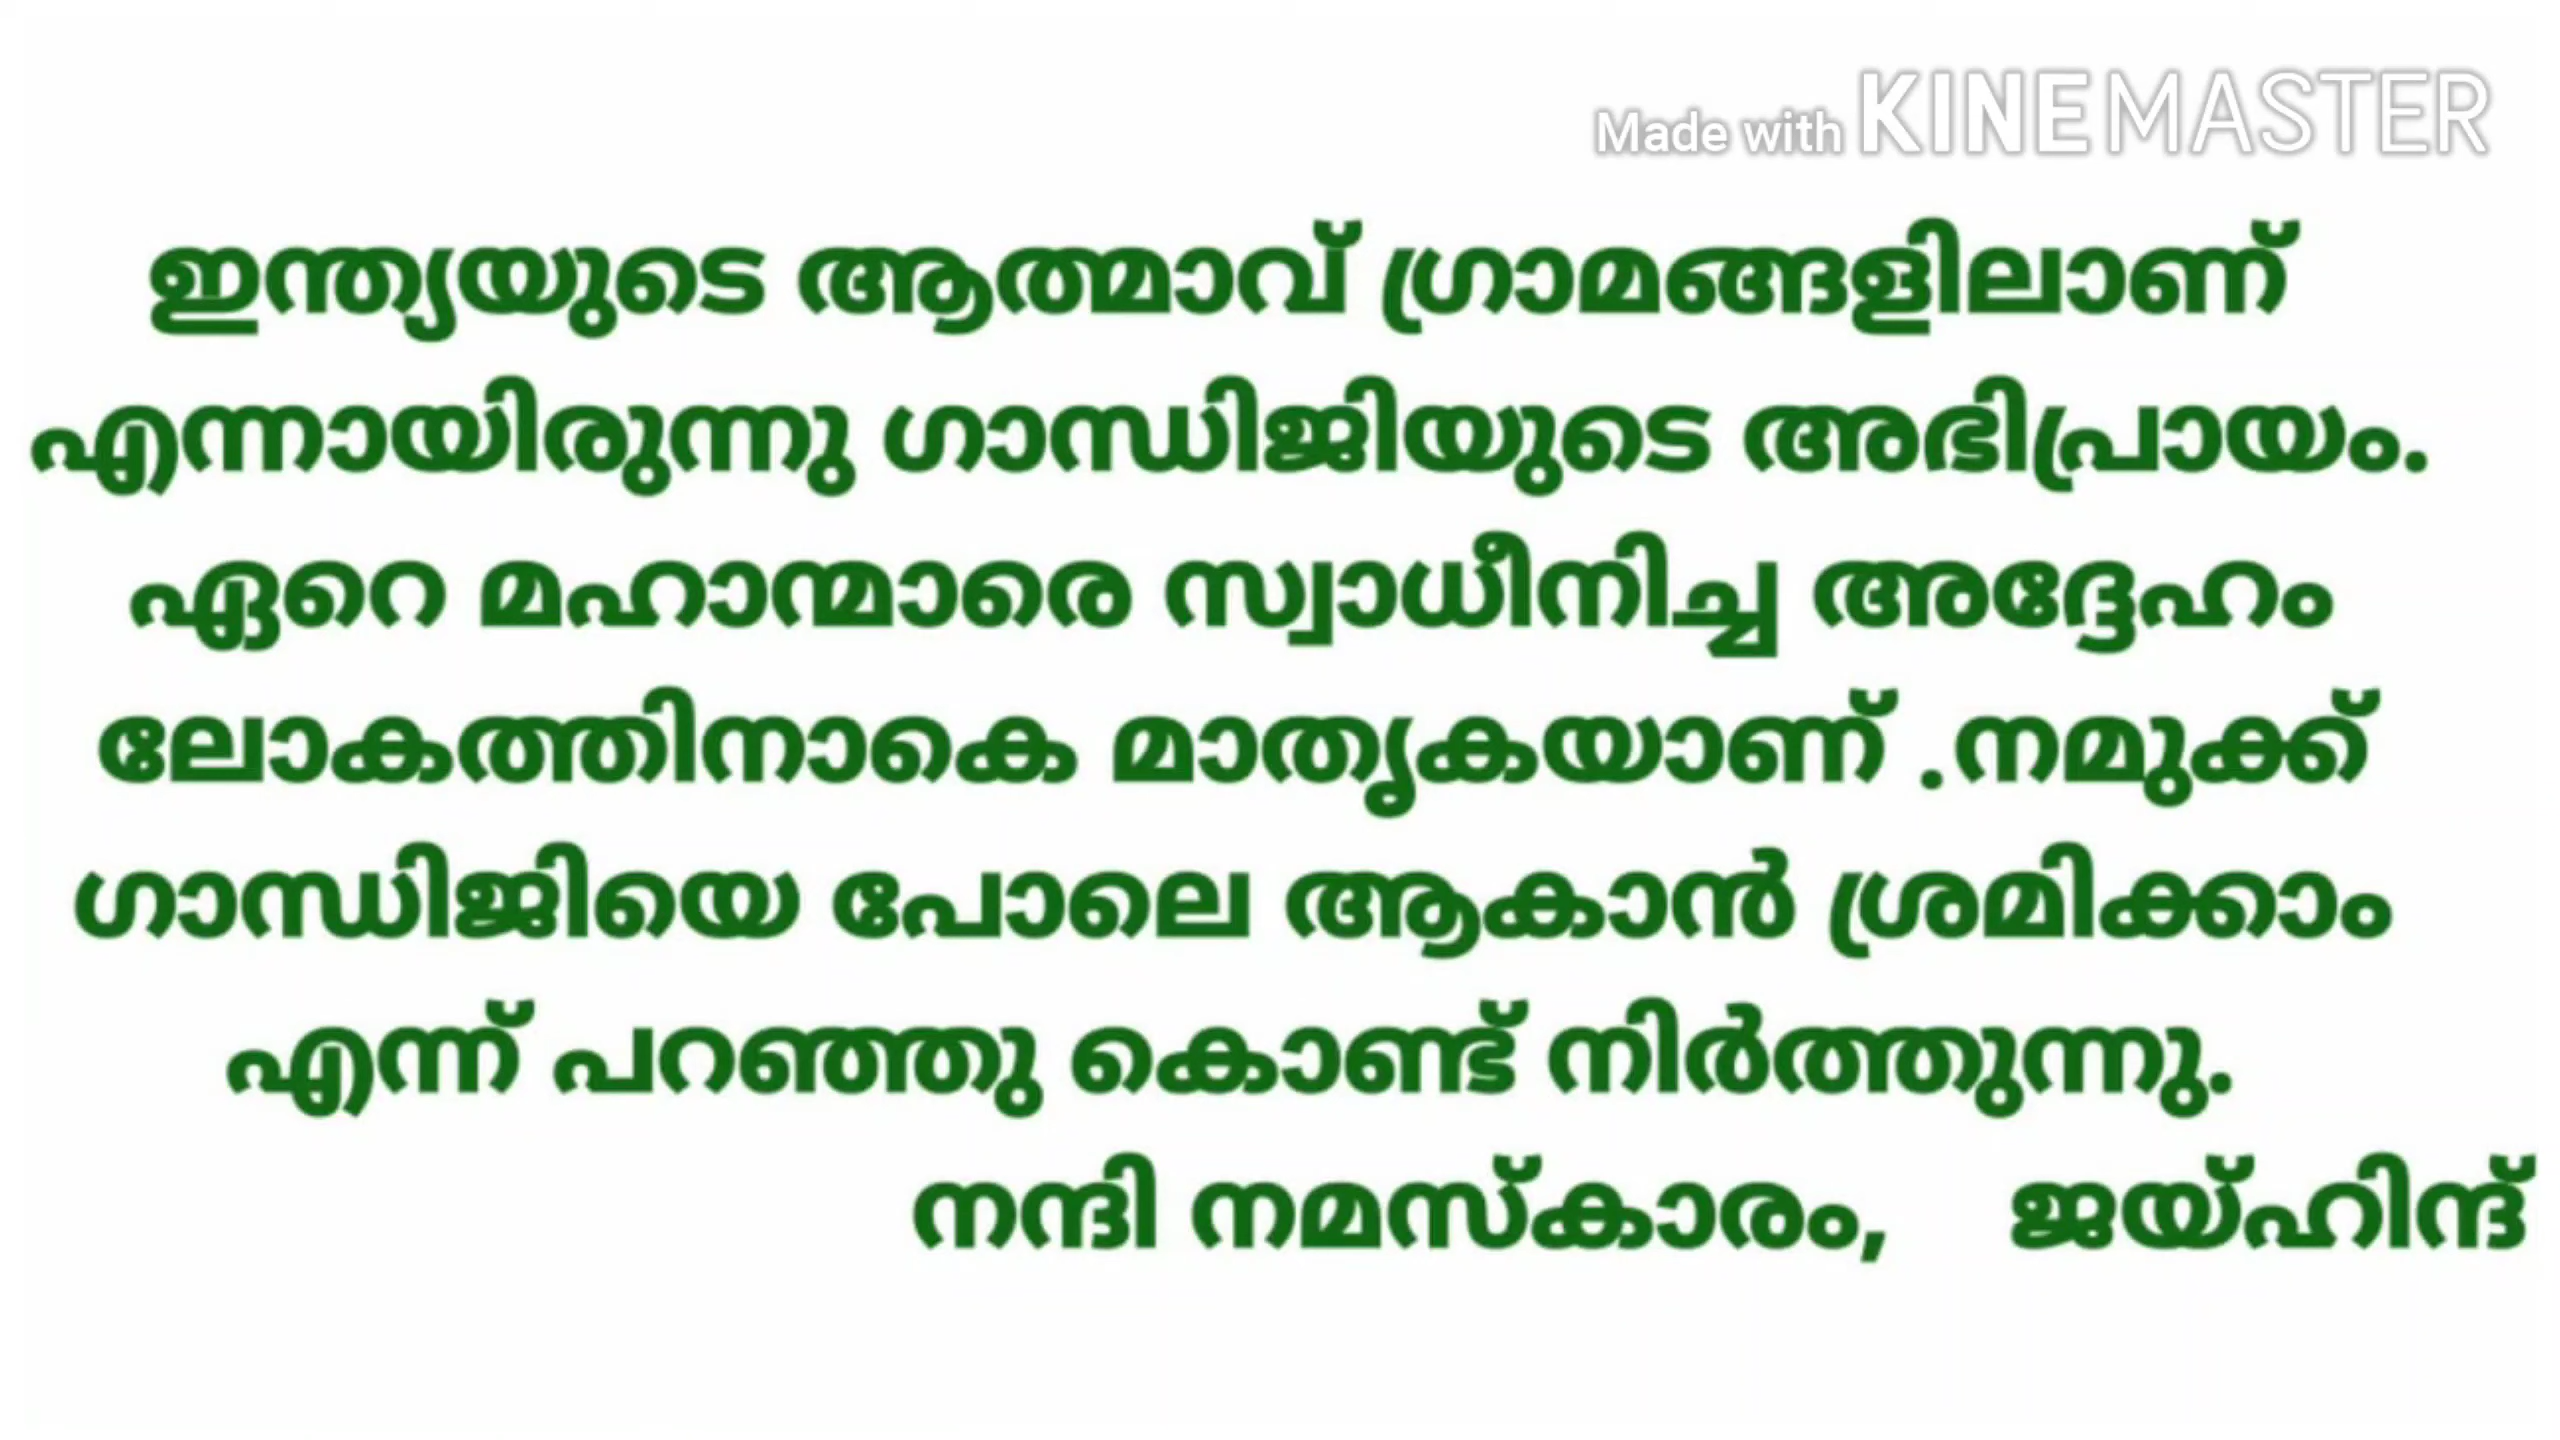 Made with KINEMASTER
ഇന്ത്യയുടെ ആത്മാവ് ഗ്രാമങ്ങളിലാണ്
എന്നായിരുന്നു ഗാന്ധിജിയുടെ അഭിപ്രായം.
ഏറെ മഹാന്മാരെ സ്വാധീനിച്ച അദ്ദേഹം
ലോകത്തിനാകെ മാതൃകയാണ് .നമുക്ക്
ഗാന്ധിജിയെ പോലെ ആകാൻ ശ്രമിക്കാം
എന്ന് പറഞ്ഞു കൊണ്ട് നിർത്തുന്നു.
നന്ദി നമസ്കാരം, ജയ്ഹിന്ദ്